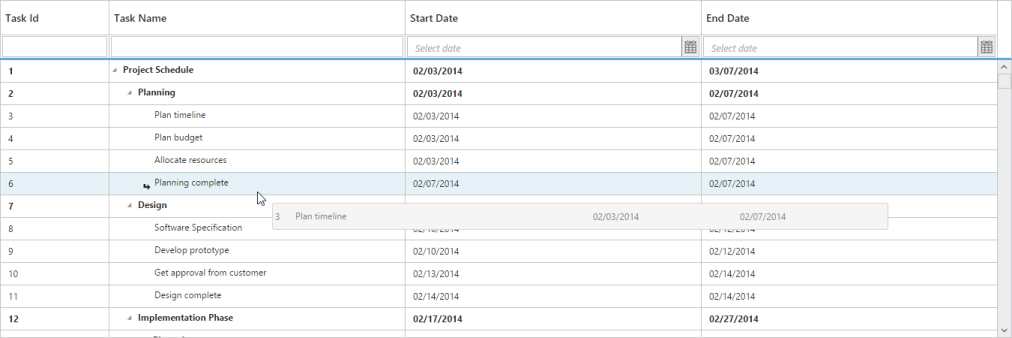 Task Id Task Name Start Date End Date
Select date Select date
1 Project Schedule 02/03/2014 03/07/2014
2 Planning 02/03/2014 02/07/2014
3 Plan timeline 02/03/2014 02/07/2014
4 Plan budget 02/03/2014 02/07/2014
5 Allocate resources 02/03/2014 02/07/2014
6 Planning complete 02/07/2014 02/07/2014
7 Design
3 Plan timeline 02/03/2014 02/07/2014
8 Software Specification 02/10/2014 02/12/2014
9 Develop prototype 02/10/2014 02/12/2014
10 Get approval from customer 02/13/2014 02/14/2014
11 Design complete 02/14/2014 02/14/2014
12 Implementation Phase 02/17/2014 02/27/2014